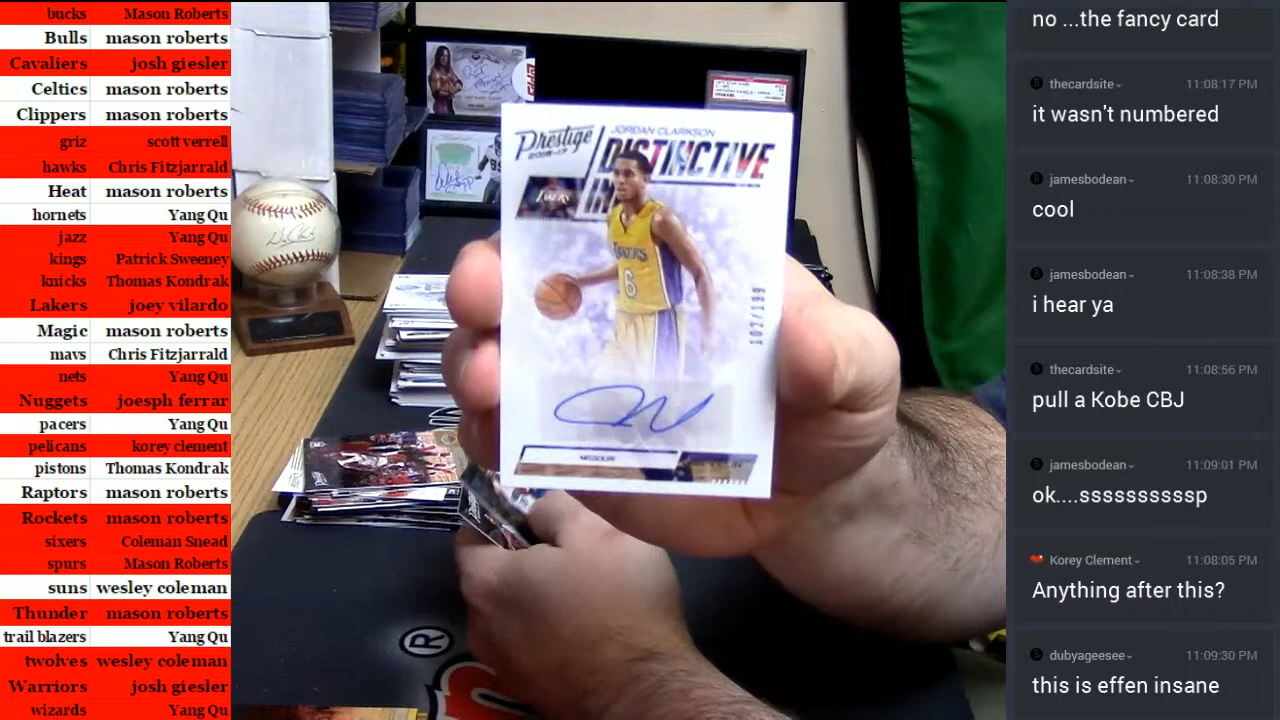 bucks Mason Roberts
Bulls mason roberts
Cavaliers josh giesler
Celtics mason roberts
Clippers mason roberts
griz scott verrell
hawks Chris Fitzjarrald
Heat mason roberts
hornets Yang Qu
jazz Yang Qu
kings Patrick Sweeney
knicks Thomas Kondrak
Lakers joey vilardo
Magic mason roberts
mavs Chris Fitzjarrald
nets Yang Qu
Nuggets joesph ferrar
pacers Yang Qu
pelicans korey clement
pistons Thomas Kondrak
Raptors mason roberts
Rockets mason roberts
sixers Coleman Snead
spurs Mason Roberts
suns wesley coleman
Thunder mason roberts
trail blazers Yang Qu
twolves wesley coleman
Warriors josh giesler
wizards Yang Qu
Prestige
2016-17
JORDAN CLARKSON
DISTINCTIVE
LAKERS
6
102/199
MISSOURI
®
no ...the fancy card
thecardsite 11:08:17 PM
it wasn't numbered
jamesbodean 11:08:30 PM
cool
jamesbodean 11:08:38 PM
i hear ya
thecardsite 11:08:56 PM
pull a Kobe CBJ
jamesbodean 11:09:01 PM
ok....sssssssssssp
Korey Clement 11:08:05 PM
Anything after this?
dubyageesee 11:09:30 PM
this is effen insane